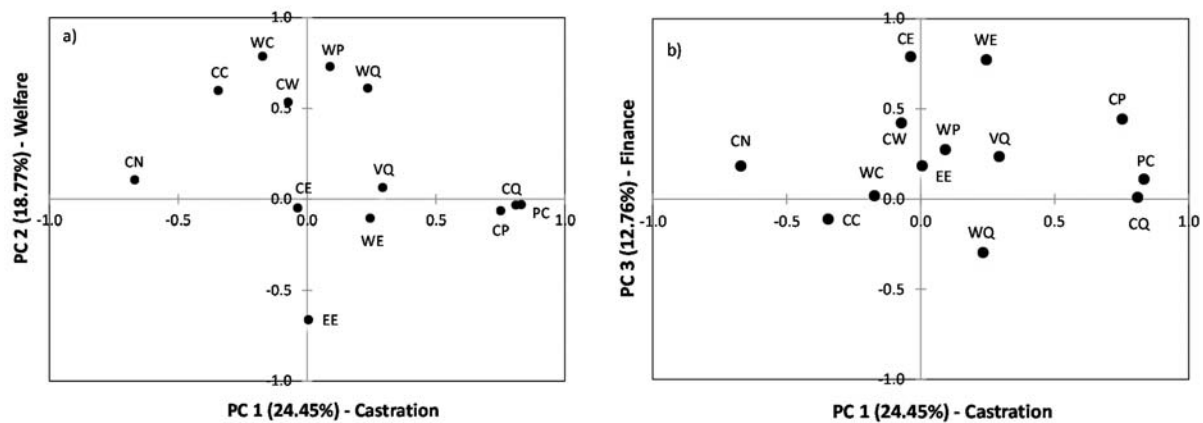 a)
1.0
WC
WP
CC
CW
WQ
0.5
CN
CE
VQ
CQ
0.0
-1.0
-0.5
0.0
0.5
1.0
WE
CP
PC
-0.5
EE
-1.0
PC 2 (18.77%) - Welfare
PC 1 (24.45%) - Castration
b)
1.0
CE
WE
CP
0.5
CW
WP
VQ
CN
WC
EE
PC
0.0
-1.0
-0.5
0.0
0.5
1.0
CC
WQ
CQ
-0.5
-1.0
PC 3 (12.76%) - Finance
PC 1 (24.45%) - Castration